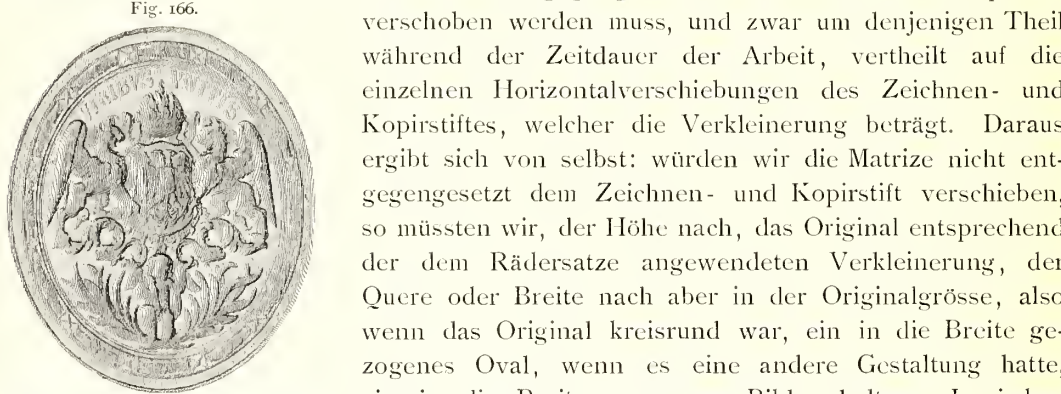 Fig. 166.
VIRIBVS VNITIS
verschoben werden muss, und zwar um denjenigen Theil
während der Zeitdauer der Arbeit, vertheilt auf die
einzelnen Horizontalverschiebungen des Zeichnen- und
Kopirstiftes, welcher die Verkleinerung beträgt. Daraus
ergibt sich von selbst: würden wir die Matrize nicht ent-
gegengesetzt dem Zeichnen- und Kopirstift verschieben,
so müssten wir, der Höhe nach, das Original entsprechend
der dem Rädersatze angewendeten Verkleinerung, der
Quere oder Breite nach aber in der Originalgrösse, also
wenn das Original kreisrund war, ein in die Breite ge-
zogenes Oval, wenn es eine andere Gestaltung hatte,